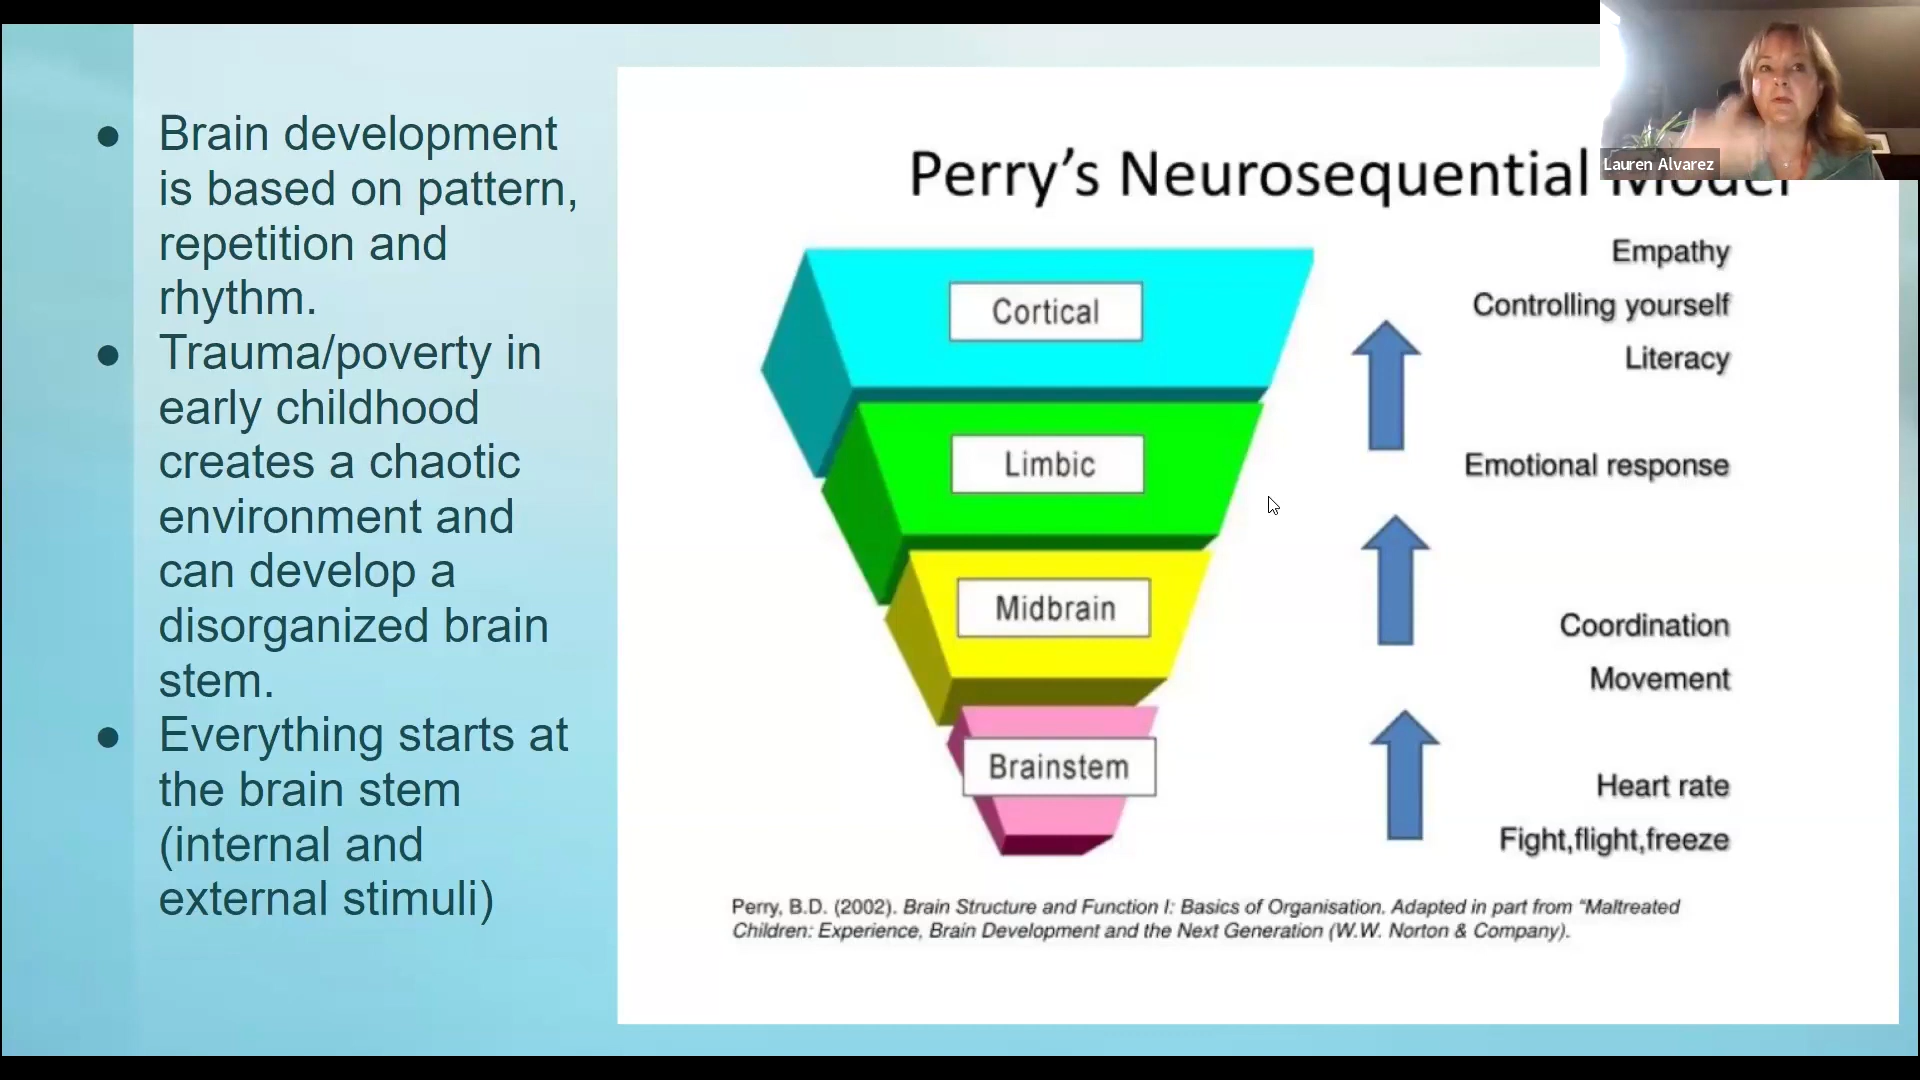 ● Brain development
is based on pattern,
repetition and
rhythm.
● Trauma/poverty in
early childhood
creates a chaotic
environment and
can develop a
disorganized brain
stem.
● Everything starts at
the brain stem
(internal and
external stimuli)
Perry’s Neurosequential Model
Cortical
Limbic
Midbrain
Brainstem
Empathy
Controlling yourself
Literacy
Emotional response
Coordination
Movement
Heart rate
Fight,flight,freeze
Perry, B.D. (2002). Brain Structure and Function I: Basics of Organisation. Adapted in part from “Maltreated
Children: Experience, Brain Development and the Next Generation (W.W. Norton & Company).
Lauren Alvarez